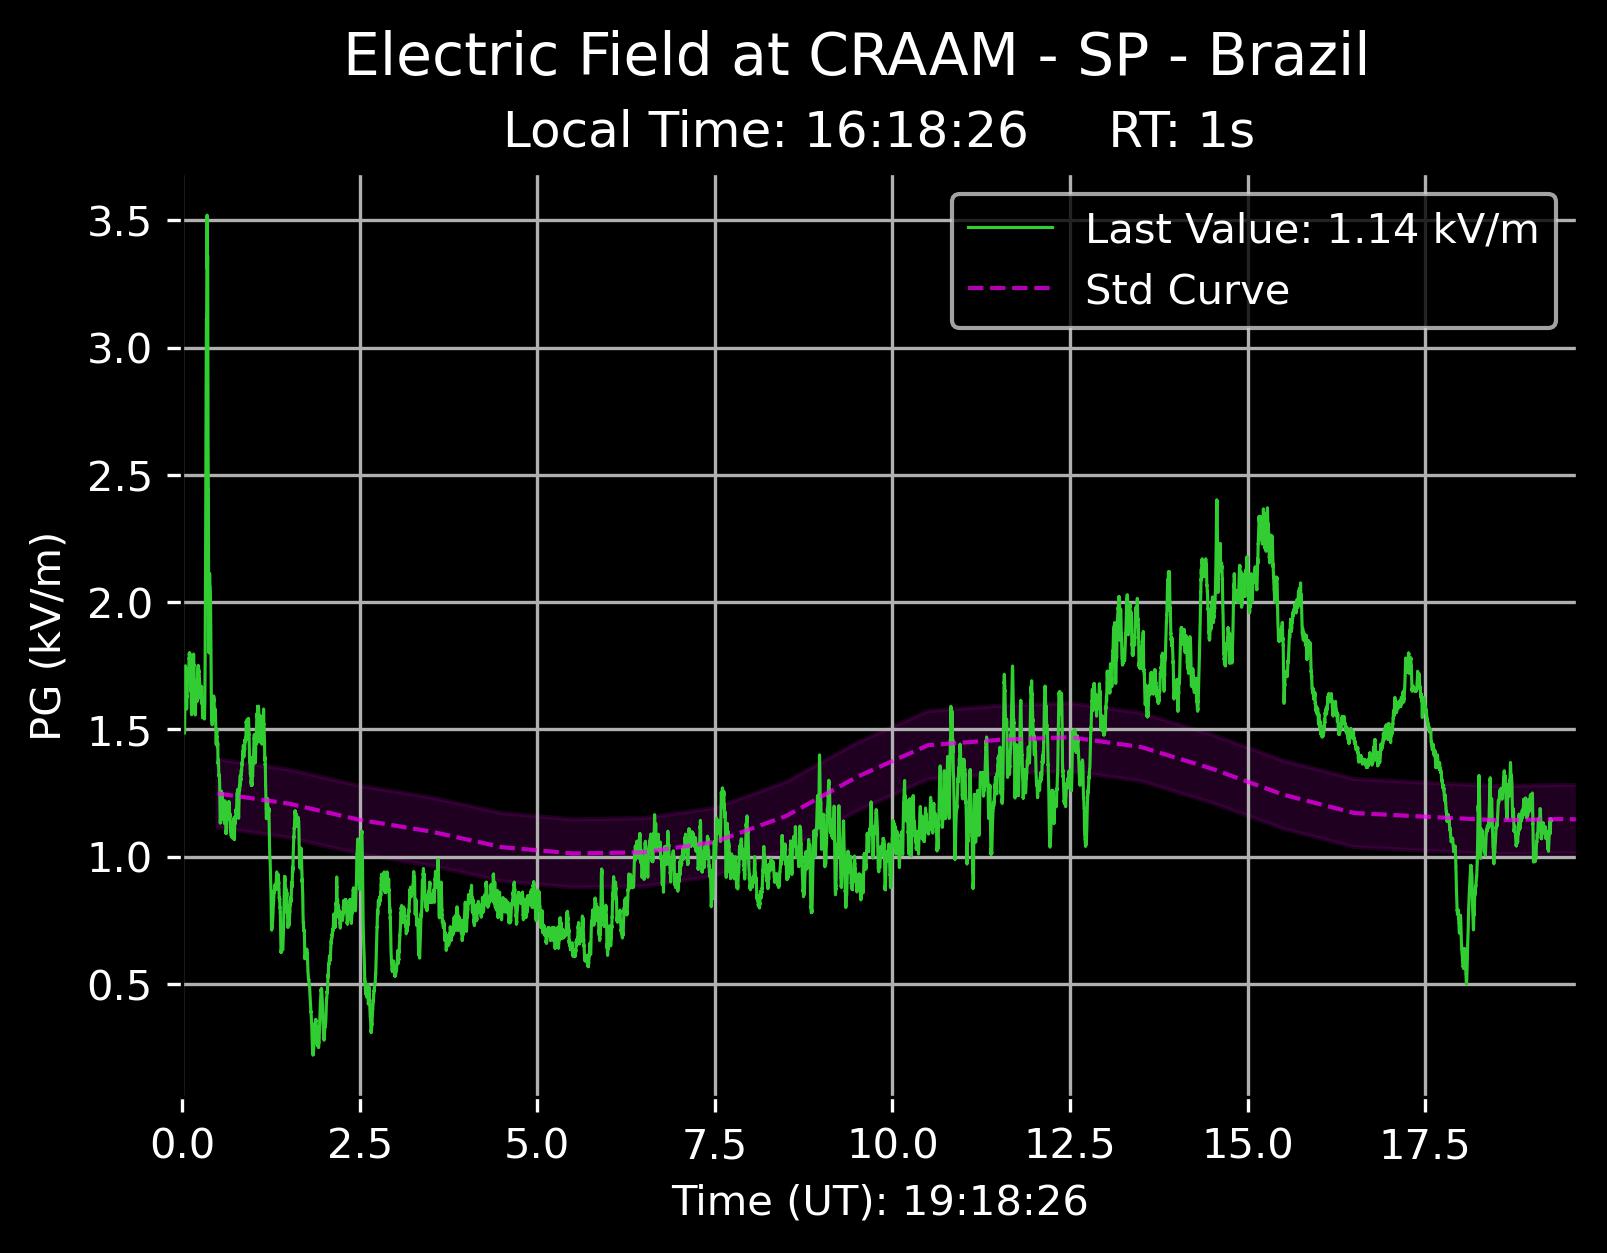 Electric Field at CRAAM - SP - Brazil
Local Time: 16:18:26 RT: 1s
Last Value: 1.14 kV/m
Std Curve
PG (kV/m)
3.5
3.0
2.5
2.0
1.5
1.0
0.5
0.0 2.5 5.0 7.5 10.0 12.5 15.0 17.5
Time (UT): 19:18:26